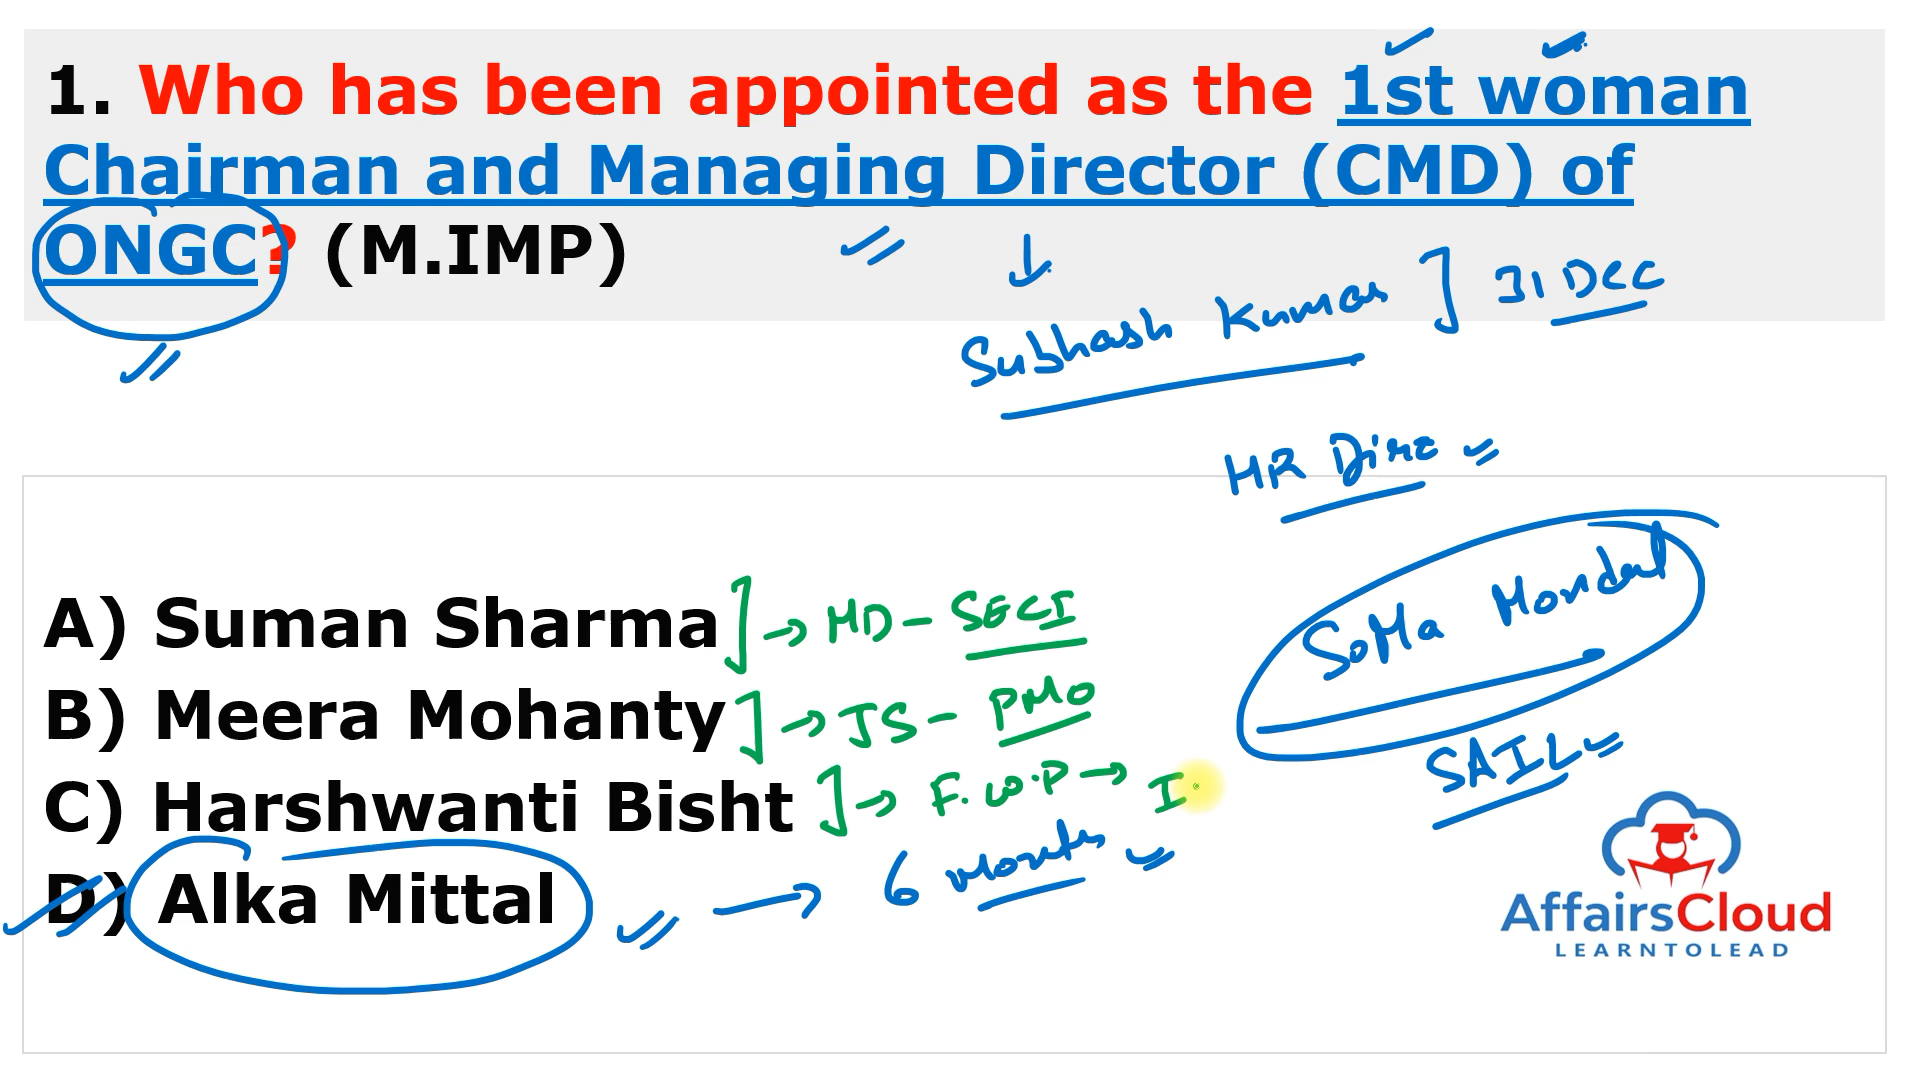 1. Who has been appointed as the 1st woman
Chairman and Managing Director (CMD) of
ONGC? (M.IMP)
Subhash Kumar ] 31 DEC
HR Dire
A) Suman Sharma ] → MD - SECI
Soma Mondal
B) Meera Mohanty ] → JS - PMO
SAIL
C) Harshwanti Bisht ] → F.W.P → I
D) Alka Mittal → 6 Months
AffairsCloud
LEARNTOLEAD